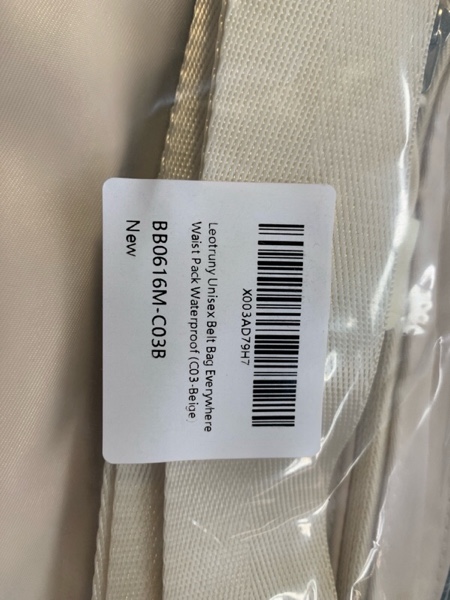 X003AD79H7
Leotruny Unisex Belt Bag Everywhere
Waist Pack Waterproof (C03-Beige)
BB0616M-C03B
New